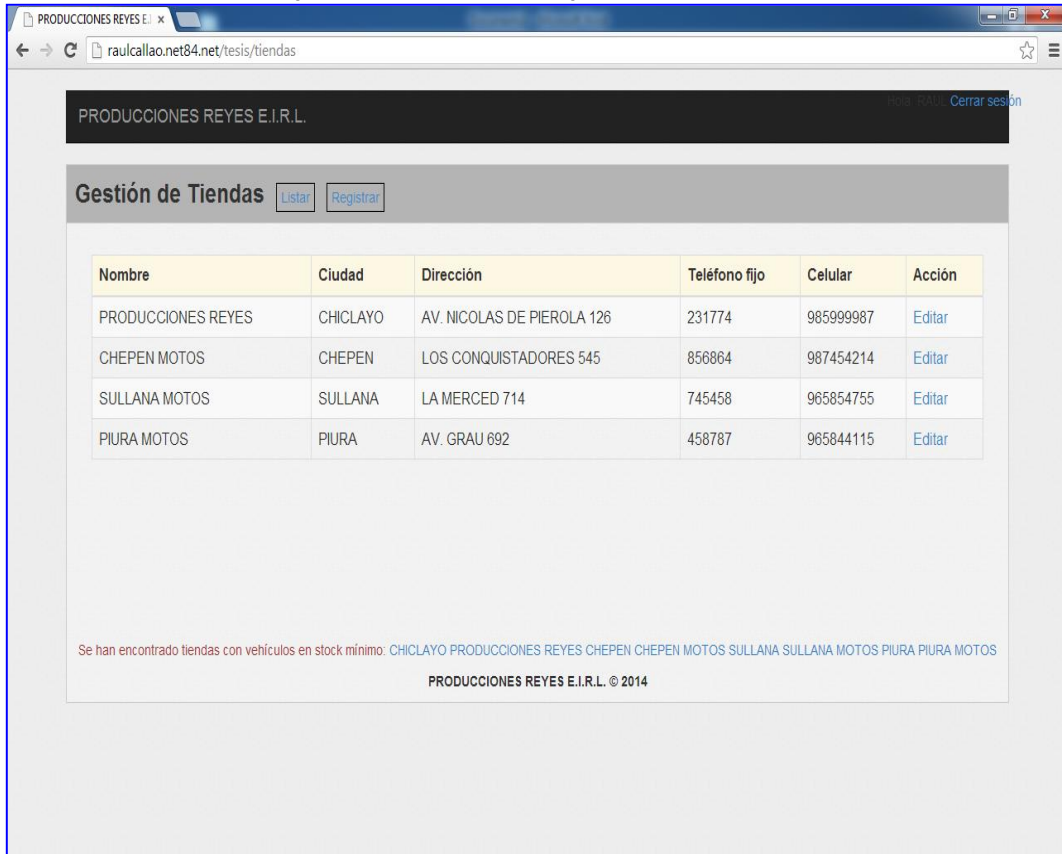 PRODUCCIONES REYES E.I
raulcallao.net84.net/tesis/tiendas
PRODUCCIONES REYES E.I.R.L.
Hola, RAUL Cerrar sesión
Gestión de Tiendas Listar Registrar
Nombre Ciudad Dirección Teléfono fijo Celular Acción
PRODUCCIONES REYES CHICLAYO AV. NICOLAS DE PIEROLA 126 231774 985999987 Editar
CHEPEN MOTOS CHEPEN LOS CONQUISTADORES 545 856864 987454214 Editar
SULLANA MOTOS SULLANA LA MERCED 714 745458 965854755 Editar
PIURA MOTOS PIURA AV. GRAU 692 458787 965844115 Editar
Se han encontrado tiendas con vehículos en stock mínimo: CHICLAYO PRODUCCIONES REYES CHEPEN CHEPEN MOTOS SULLANA SULLANA MOTOS PIURA PIURA MOTOS
PRODUCCIONES REYES E.I.R.L. © 2014